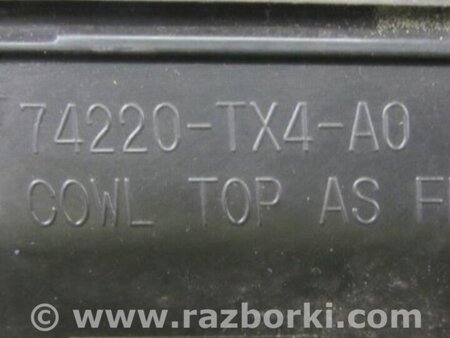 74220-TX4-A0
COWL TOP AS
© www.razborki.com